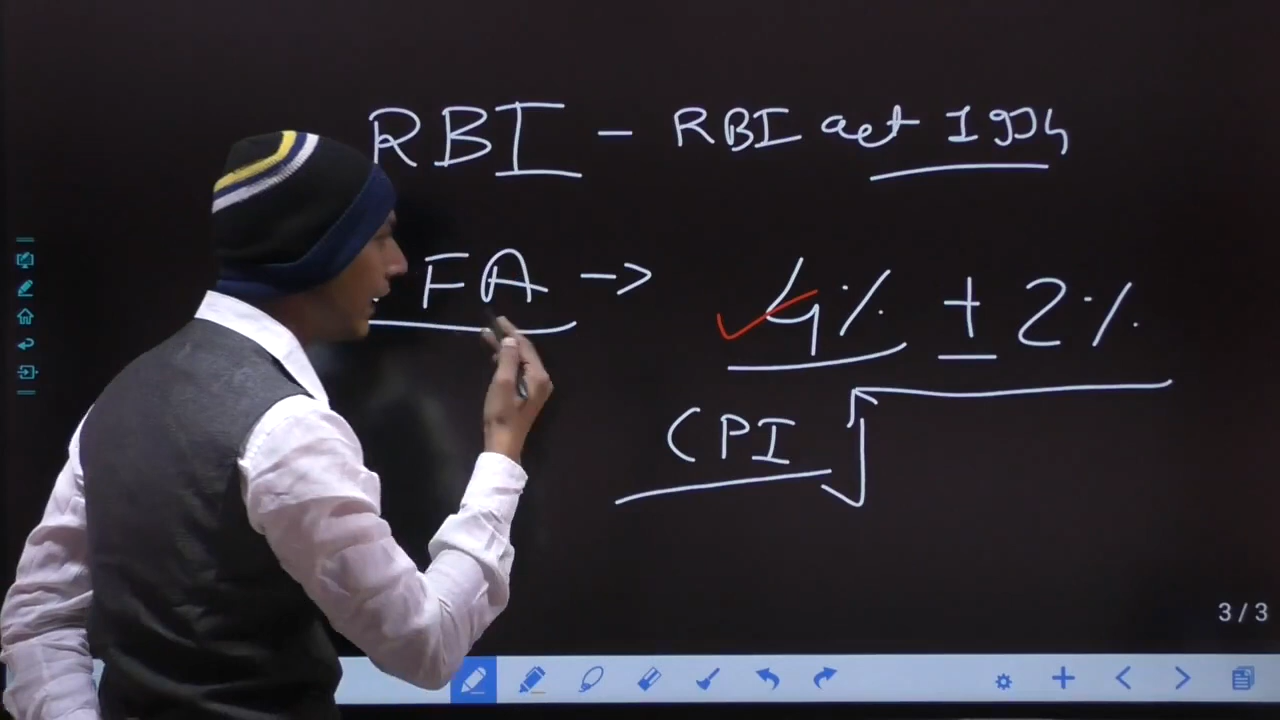 RBI - RBI act 1934
FA → 4% ± 2%
CPI
3 / 3